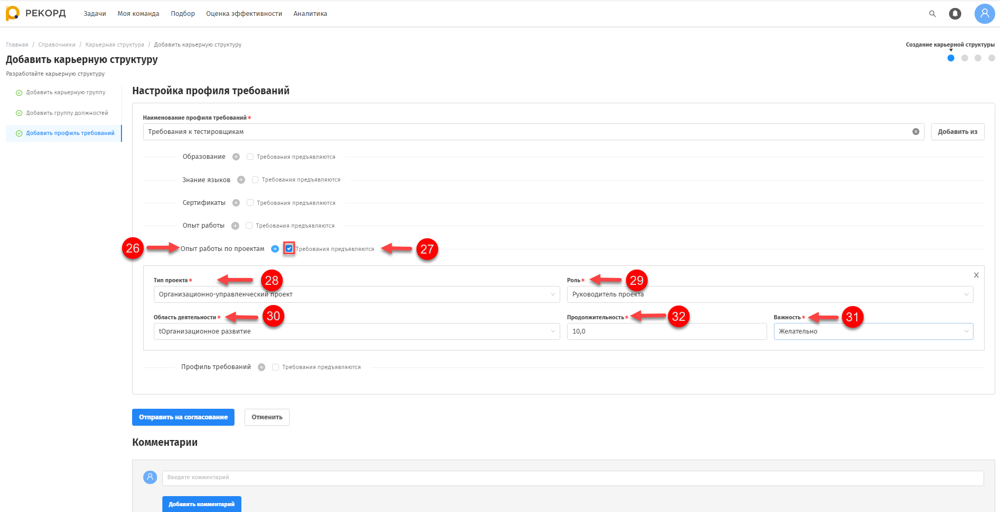 РЕКОРД
Задачи Моя команда Подбор Оценка эффективности Аналитика
Главная / Справочники / Карьерная структура / Добавить карьерную структуру
Создание карьерной структуры
Добавить карьерную структуру
Разработайте карьерную структуру
Добавить карьерную группу
Добавить группу должностей
Добавить профиль требований
Настройка профиля требований
Наименование профиля требований *
Требования к тестировщикам
Добавить из
Образование Требования предъявляются
Знание языков Требования предъявляются
Сертификаты Требования предъявляются
Опыт работы Требования предъявляются
26 Опыт работы по проектам Требования предъявляются 27
Тип проекта * 28 Роль * 29
Организационно-управленческий проект Руководитель проекта
Область деятельности * 30 Продолжительность * 32 Важность * 31
tОрганизационное развитие 10,0 Желательно
Профиль требований Требования предъявляются
Отправить на согласование Отменить
Комментарии
Введите комментарий
Добавить комментарий